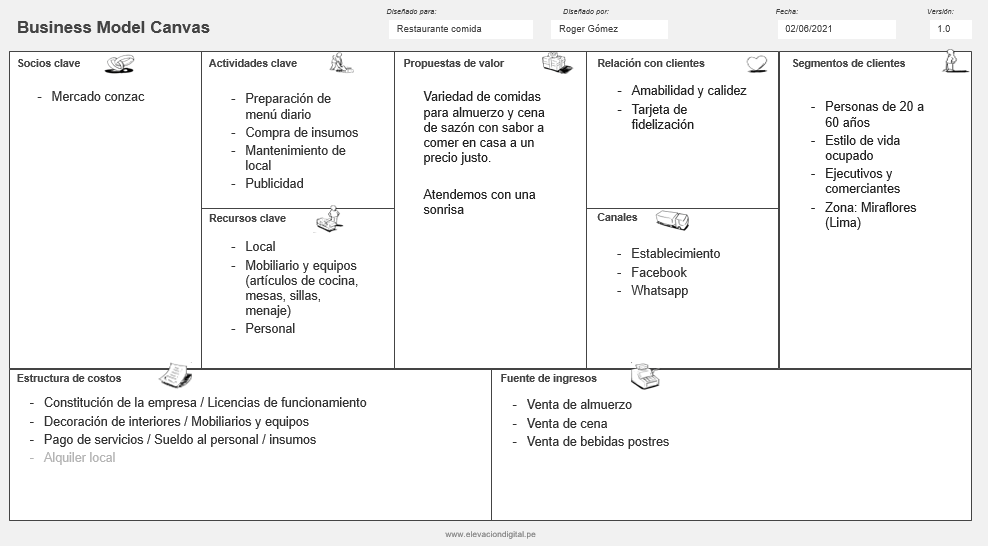 Business Model Canvas
Diseñado para:
Restaurante comida
Diseñado por:
Roger Gómez
Fecha:
02/06/2021
Versión:
1.0
Socios clave
- Mercado conzac
Actividades clave
- Preparación de
menú diario
- Compra de insumos
- Mantenimiento de
local
- Publicidad
Recursos clave
- Local
- Mobiliario y equipos
(artículos de cocina,
mesas, sillas,
menaje)
- Personal
Propuestas de valor
Variedad de comidas
para almuerzo y cena
de sazón con sabor a
comer en casa a un
precio justo.
Atendemos con una
sonrisa
Relación con clientes
- Amabilidad y calidez
- Tarjeta de
fidelización
Canales
- Establecimiento
- Facebook
- Whatsapp
Segmentos de clientes
- Personas de 20 a
60 años
- Estilo de vida
ocupado
- Ejecutivos y
comerciantes
- Zona: Miraflores
(Lima)
Estructura de costos
- Constitución de la empresa / Licencias de funcionamiento
- Decoración de interiores / Mobiliarios y equipos
- Pago de servicios / Sueldo al personal / insumos
- Alquiler local
Fuente de ingresos
- Venta de almuerzo
- Venta de cena
- Venta de bebidas postres
www.elevaciondigital.pe